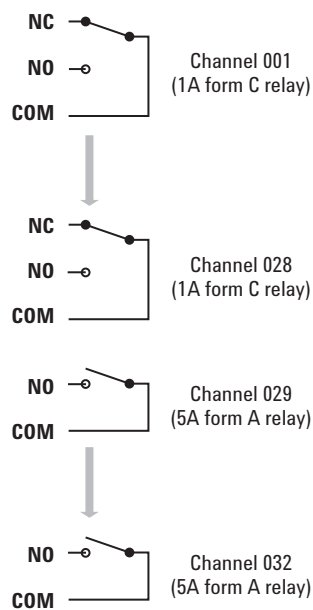 NC
NO
COM
Channel 001
(1A form C relay)
NC
NO
COM
Channel 028
(1A form C relay)
NO
COM
Channel 029
(5A form A relay)
NO
COM
Channel 032
(5A form A relay)